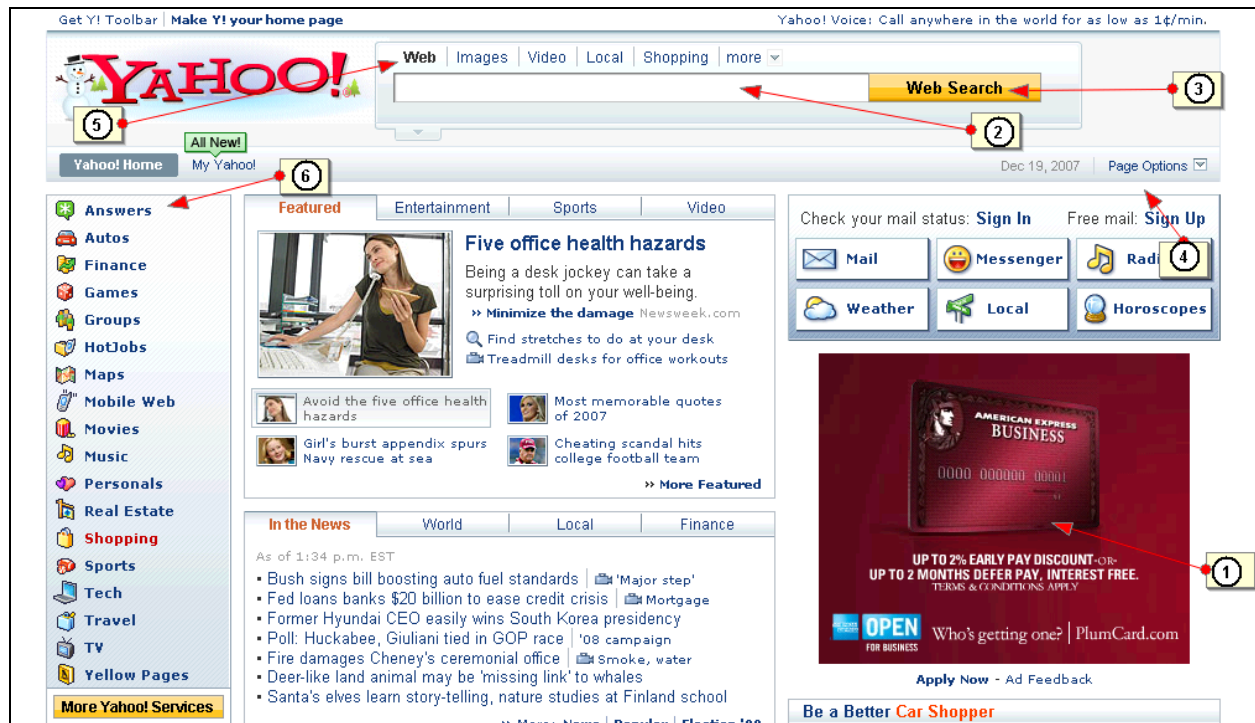 Get Y! Toolbar | Make Y! your home page
Yahoo! Voice: Call anywhere in the world for as low as 1¢/min.
YAHOO!
Web | Images | Video | Local | Shopping | more
Web Search
3
2
5
All New!
Yahoo! Home
My Yahoo!
6
Dec 19, 2007 | Page Options
4
Answers
Autos
Finance
Games
Groups
HotJobs
Maps
Mobile Web
Movies
Music
Personals
Real Estate
Shopping
Sports
Tech
Travel
TV
Yellow Pages
More Yahoo! Services
Featured | Entertainment | Sports | Video
Five office health hazards
Being a desk jockey can take a
surprising toll on your well-being.
» Minimize the damage Newsweek.com
Find stretches to do at your desk
Treadmill desks for office workouts
Avoid the five office health
hazards
Most memorable quotes
of 2007
Girl's burst appendix spurs
Navy rescue at sea
Cheating scandal hits
college football team
» More Featured
In the News | World | Local | Finance
As of 1:34 p.m. EST
• Bush signs bill boosting auto fuel standards | 'Major step'
• Fed loans banks $20 billion to ease credit crisis | Mortgage
• Former Hyundai CEO easily wins South Korea presidency
• Poll: Huckabee, Giuliani tied in GOP race | '08 campaign
• Fire damages Cheney's ceremonial office | Smoke, water
• Deer-like land animal may be 'missing link' to whales
• Santa's elves learn story-telling, nature studies at Finland school
» More: News | Popular | Election '08
Check your mail status: Sign In
Free mail: Sign Up
Mail
Messenger
Radi
Weather
Local
Horoscopes
AMERICAN EXPRESS
BUSINESS
0000 000000 00001
1
UP TO 2% EARLY PAY DISCOUNT-OR-
UP TO 2 MONTHS DEFER PAY, INTEREST FREE.
TERMS & CONDITIONS APPLY
OPEN
FOR BUSINESS
Who's getting one? | PlumCard.com
Apply Now - Ad Feedback
Be a Better Car Shopper